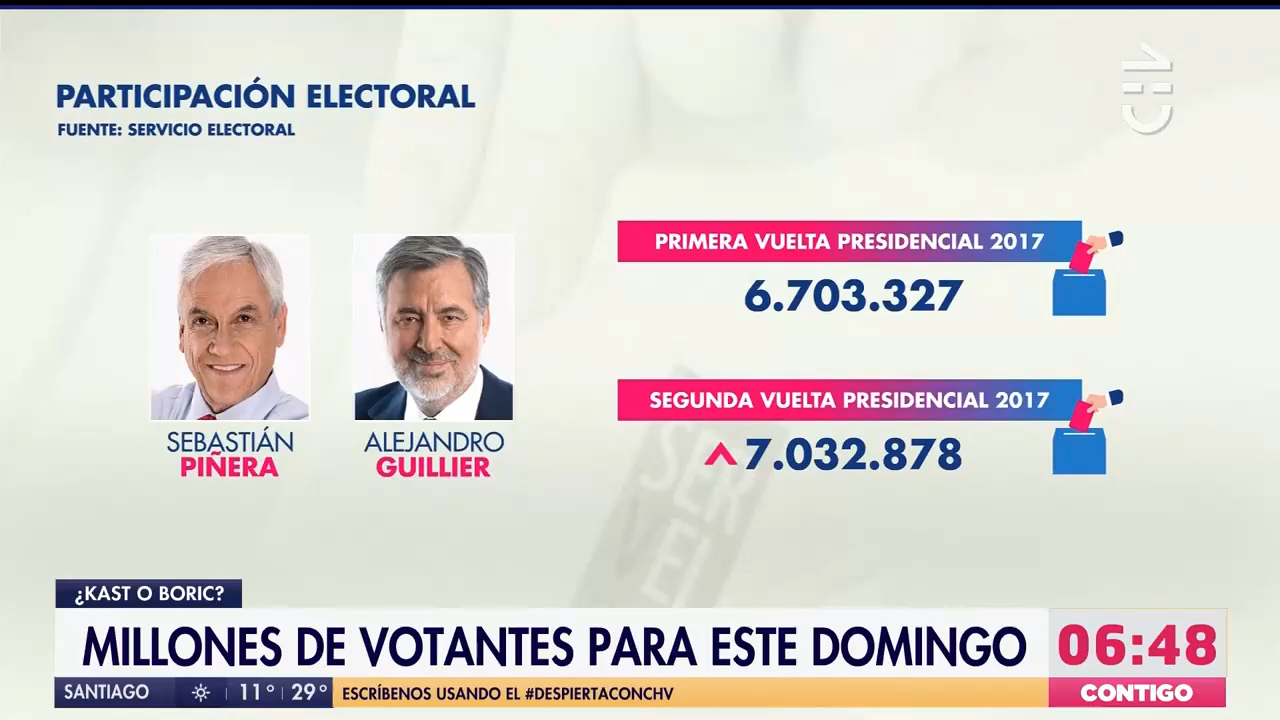 CHV
PARTICIPACIÓN ELECTORAL
FUENTE: SERVICIO ELECTORAL
SEBASTIÁN
PIÑERA
ALEJANDRO
GUILLIER
PRIMERA VUELTA PRESIDENCIAL 2017
6.703.327
SEGUNDA VUELTA PRESIDENCIAL 2017
7.032.878
¿KAST O BORIC?
MILLONES DE VOTANTES PARA ESTE DOMINGO
06:48
SANTIAGO 11° 29° ESCRÍBENOS USANDO EL #DESPIERTACONCHV
CONTIGO